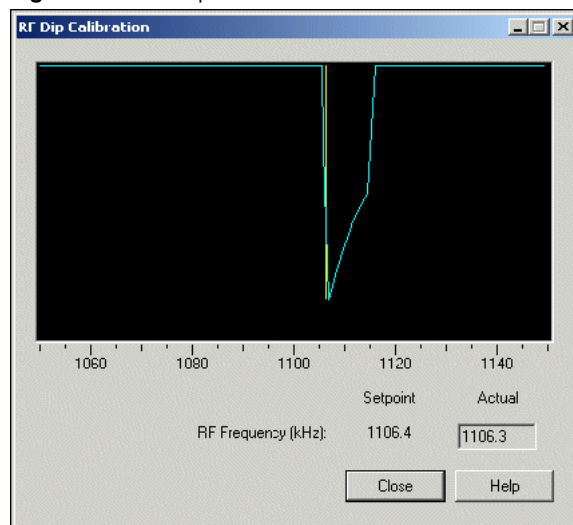 RF Dip Calibration
1060 1080 1100 1120 1140
Setpoint Actual
RF Frequency (kHz): 1106.4 1106.3
Close Help